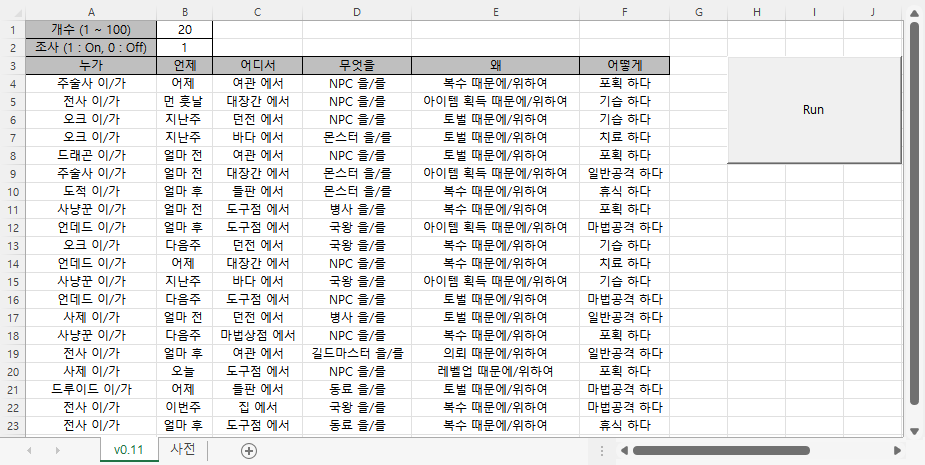 A B C D E F G H I J
1 개수 (1 ~ 100) 20
2 조사 (1 : On, 0 : Off) 1
3 누가 언제 어디서 무엇을 왜 어떻게
4 주술사 이/가 어제 여관 에서 NPC 을/를 복수 때문에/위하여 포획 하다
5 전사 이/가 먼 훗날 대장간 에서 NPC 을/를 아이템 획득 때문에/위하여 기습 하다
6 오크 이/가 지난주 던전 에서 NPC 을/를 토벌 때문에/위하여 기습 하다
7 오크 이/가 지난주 바다 에서 몬스터 을/를 토벌 때문에/위하여 치료 하다
8 드래곤 이/가 얼마 전 여관 에서 NPC 을/를 토벌 때문에/위하여 포획 하다
9 주술사 이/가 얼마 전 대장간 에서 몬스터 을/를 아이템 획득 때문에/위하여 일반공격 하다
10 도적 이/가 얼마 후 들판 에서 몬스터 을/를 복수 때문에/위하여 휴식 하다
11 사냥꾼 이/가 얼마 전 도구점 에서 병사 을/를 복수 때문에/위하여 포획 하다
12 언데드 이/가 얼마 후 도구점 에서 국왕 을/를 아이템 획득 때문에/위하여 마법공격 하다
13 오크 이/가 다음주 던전 에서 국왕 을/를 복수 때문에/위하여 기습 하다
14 언데드 이/가 어제 대장간 에서 NPC 을/를 복수 때문에/위하여 치료 하다
15 사냥꾼 이/가 지난주 바다 에서 국왕 을/를 아이템 획득 때문에/위하여 기습 하다
16 언데드 이/가 다음주 도구점 에서 NPC 을/를 토벌 때문에/위하여 마법공격 하다
17 사제 이/가 얼마 전 던전 에서 병사 을/를 토벌 때문에/위하여 일반공격 하다
18 사냥꾼 이/가 다음주 마법상점 에서 NPC 을/를 복수 때문에/위하여 포획 하다
19 전사 이/가 얼마 후 여관 에서 길드마스터 을/를 의뢰 때문에/위하여 일반공격 하다
20 사제 이/가 오늘 도구점 에서 NPC 을/를 레벨업 때문에/위하여 포획 하다
21 드루이드 이/가 어제 들판 에서 동료 을/를 토벌 때문에/위하여 마법공격 하다
22 전사 이/가 이번주 집 에서 국왕 을/를 복수 때문에/위하여 마법공격 하다
23 전사 이/가 얼마 후 도구점 에서 동료 을/를 복수 때문에/위하여 휴식 하다
Run
v0.11 사전